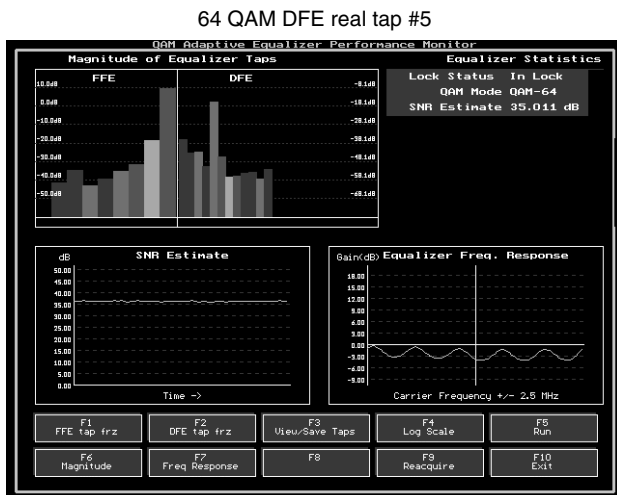 64 QAM DFE real tap #5
QAM Adaptive Equalizer Performance Monitor
Magnitude of Equalizer Taps
Equalizer Statistics
FFE
DFE
Lock Status In Lock
QAM Mode QAM-64
SNR Estimate 35.011 dB
10.0dB
0.0dB
-10.0dB
-20.0dB
-30.0dB
-40.0dB
-50.0dB
-8.1dB
-18.1dB
-28.1dB
-38.1dB
-48.1dB
-58.1dB
-68.1dB
dB
SNR Estimate
50.00
45.00
40.00
35.00
30.00
25.00
20.00
15.00
10.00
5.00
0.00
Time ->
Gain(dB)
Equalizer Freq. Response
18.00
15.00
12.00
9.00
6.00
3.00
0.00
-3.00
-6.00
-9.00
Carrier Frequency +/- 2.5 MHz
F1
FFE tap frz
F2
DFE tap frz
F3
View/Save Taps
F4
Log Scale
F5
Run
F6
Magnitude
F7
Freq Response
F8
F9
Reacquire
F10
Exit